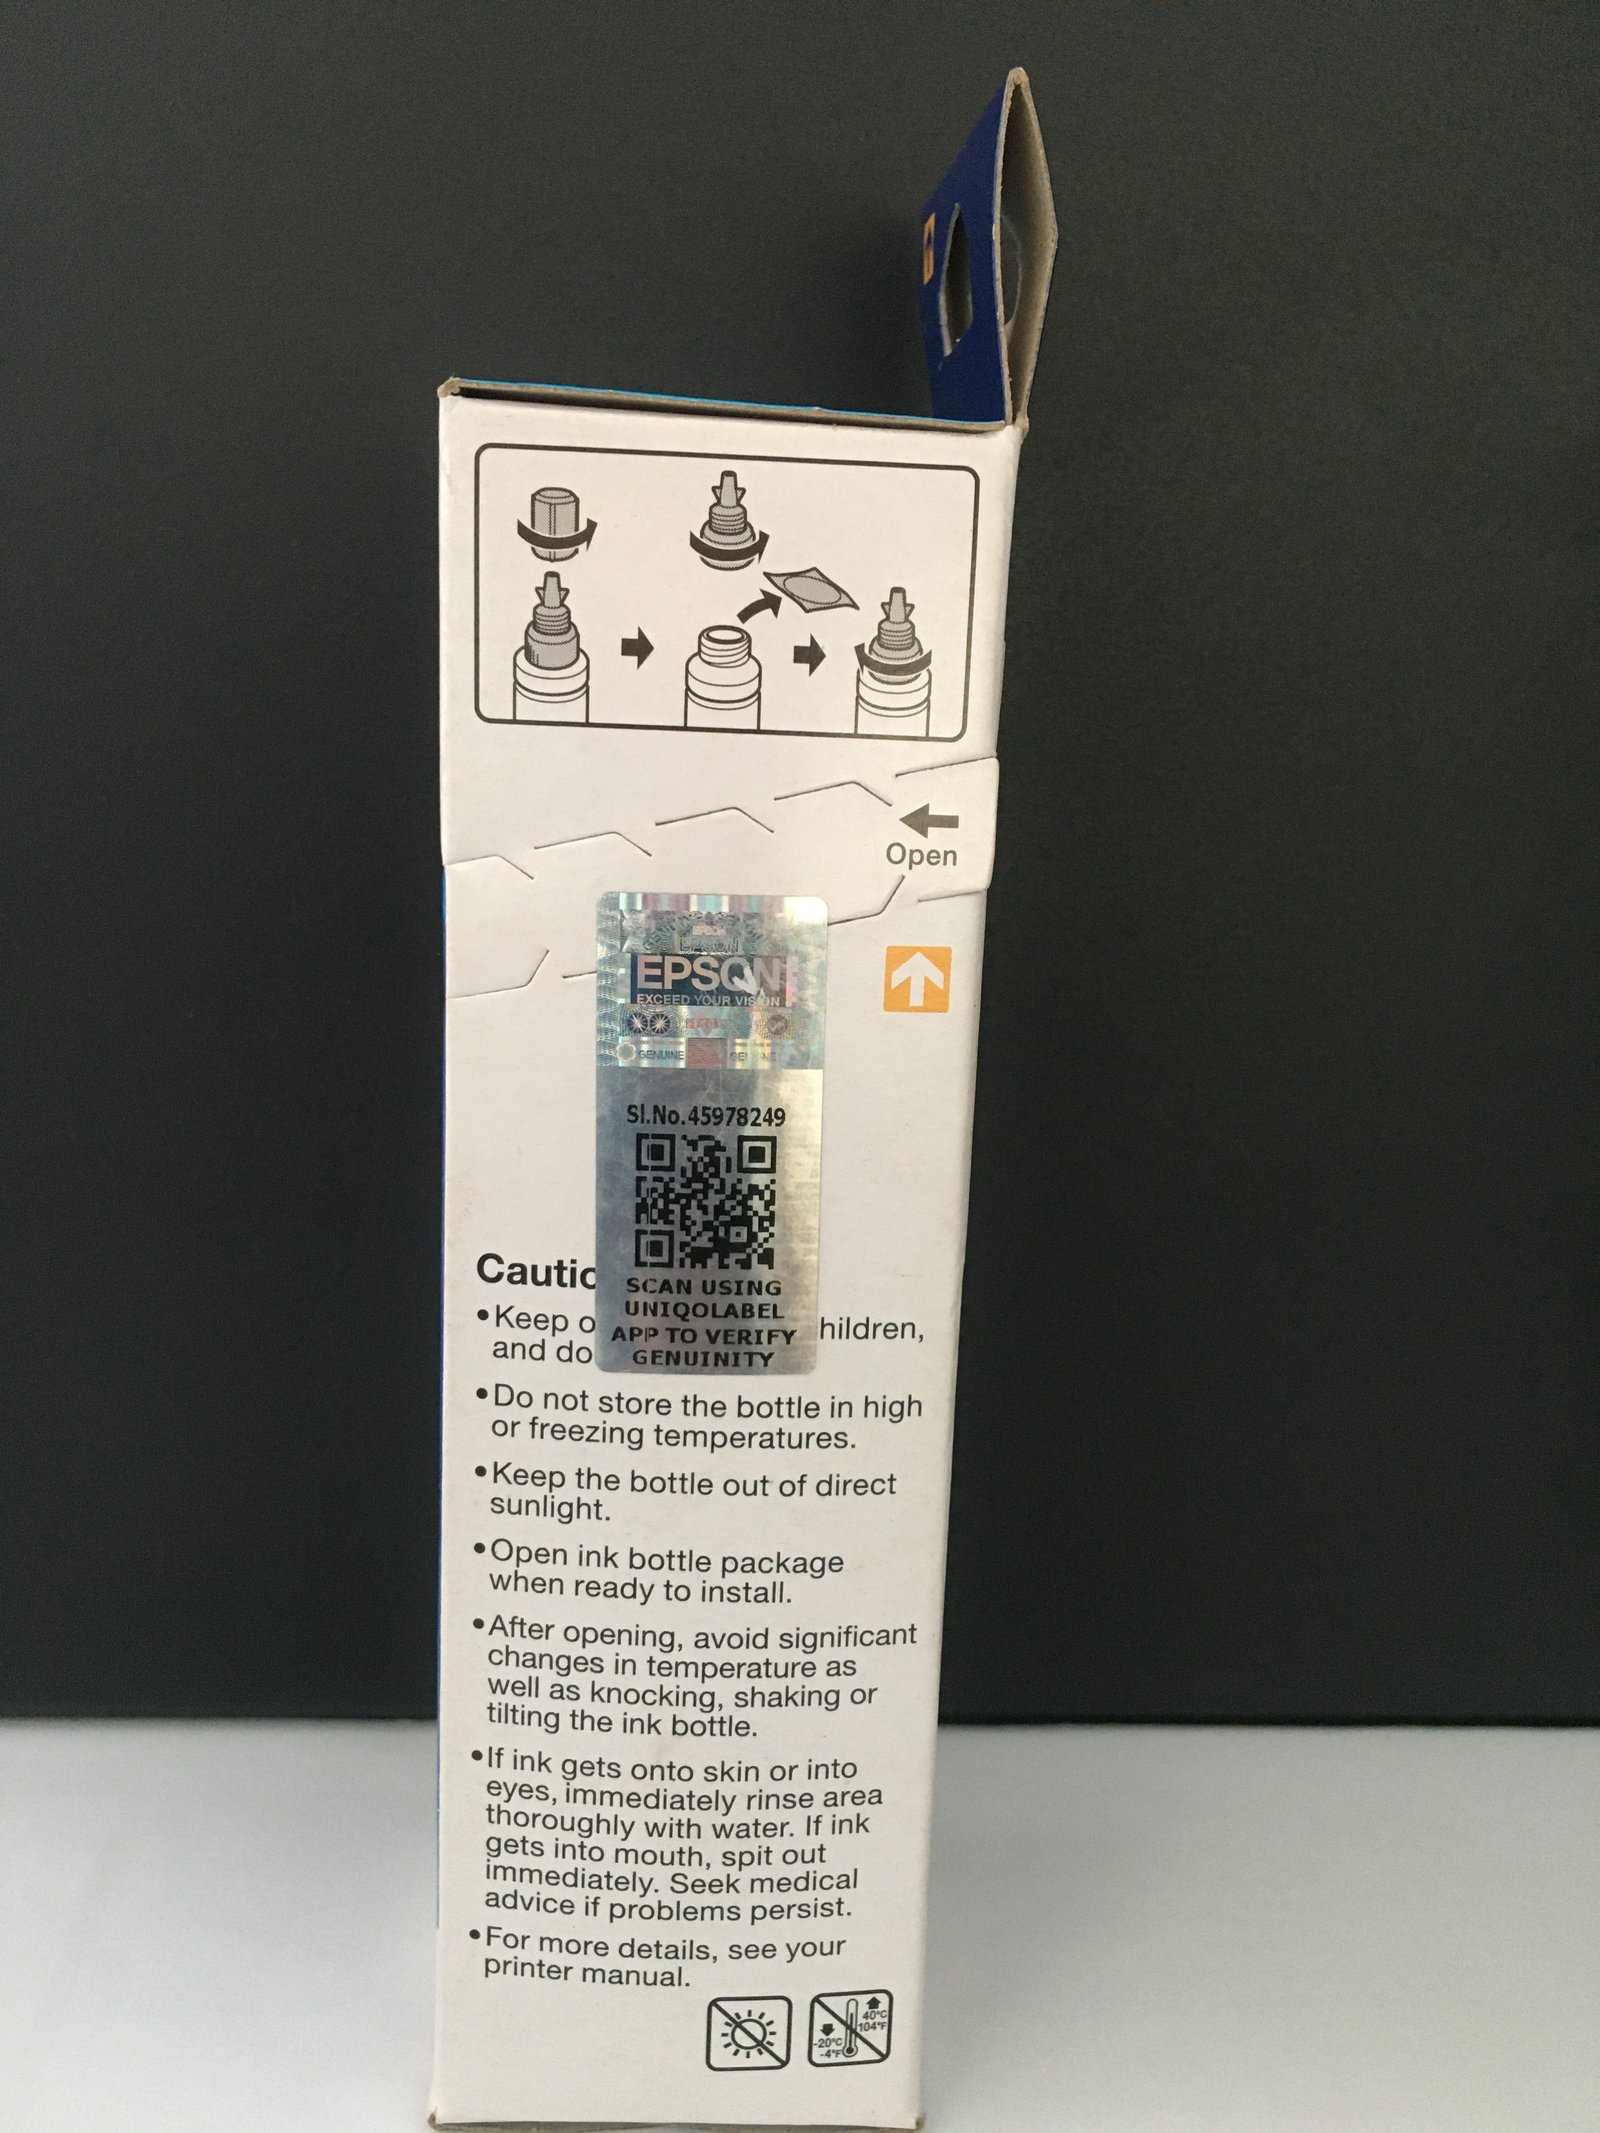 Open
EPSON
EPSON
EPSON
EXCEED YOUR VISION
GENUINE
GENUINE
Sl.No.45978249
SCAN USING
UNIQOLABEL
APP TO VERIFY
GENUINITY
Cautio
•Keep o hildren,
and do
•Do not store the bottle in high
or freezing temperatures.
•Keep the bottle out of direct
sunlight.
•Open ink bottle package
when ready to install.
•After opening, avoid significant
changes in temperature as
well as knocking, shaking or
tilting the ink bottle.
•If ink gets onto skin or into
eyes, immediately rinse area
thoroughly with water. If ink
gets into mouth, spit out
immediately. Seek medical
advice if problems persist.
•For more details, see your
printer manual.
40°C
104°F
-20°C
-4°F